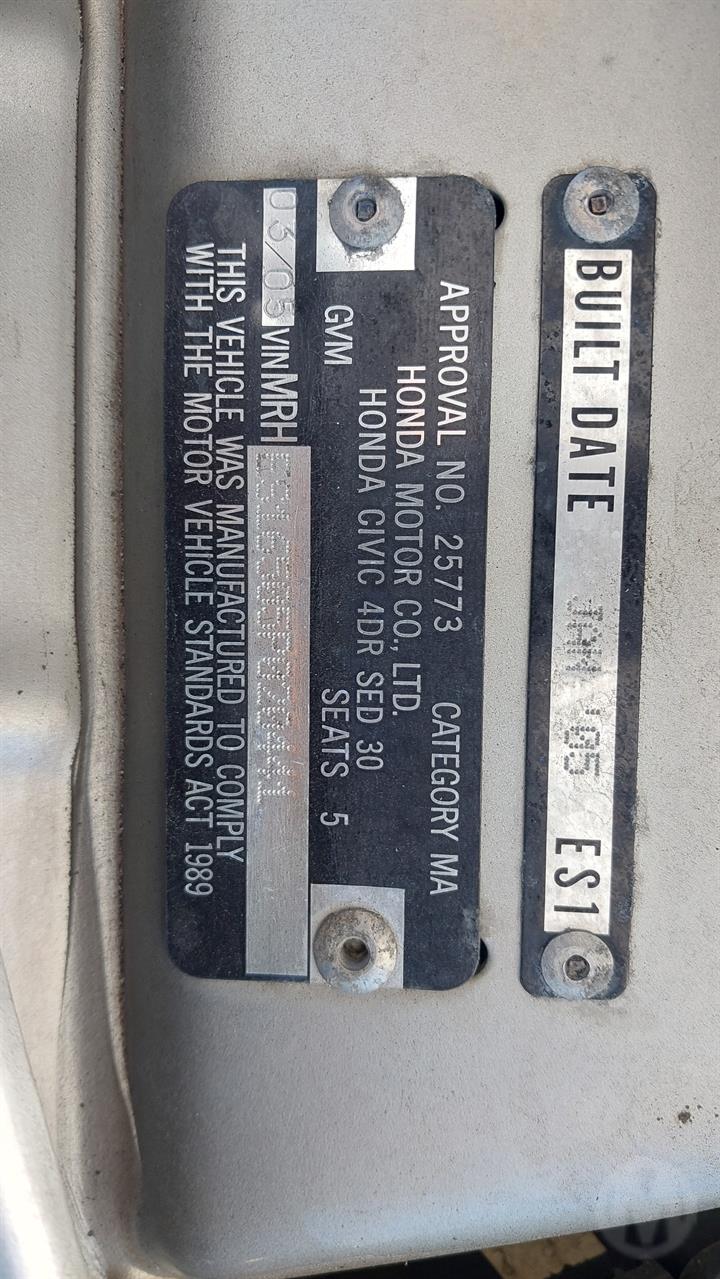 APPROVAL NO. 25773 CATEGORY MA
HONDA MOTOR CO., LTD.
HONDA CIVIC 4DR SED 30
GVM SEATS 5
03/05 VIN MRH ES16505P020441
THIS VEHICLE WAS MANUFACTURED TO COMPLY
WITH THE MOTOR VEHICLE STANDARDS ACT 1989
BUILT DATE JAN '05 ES1